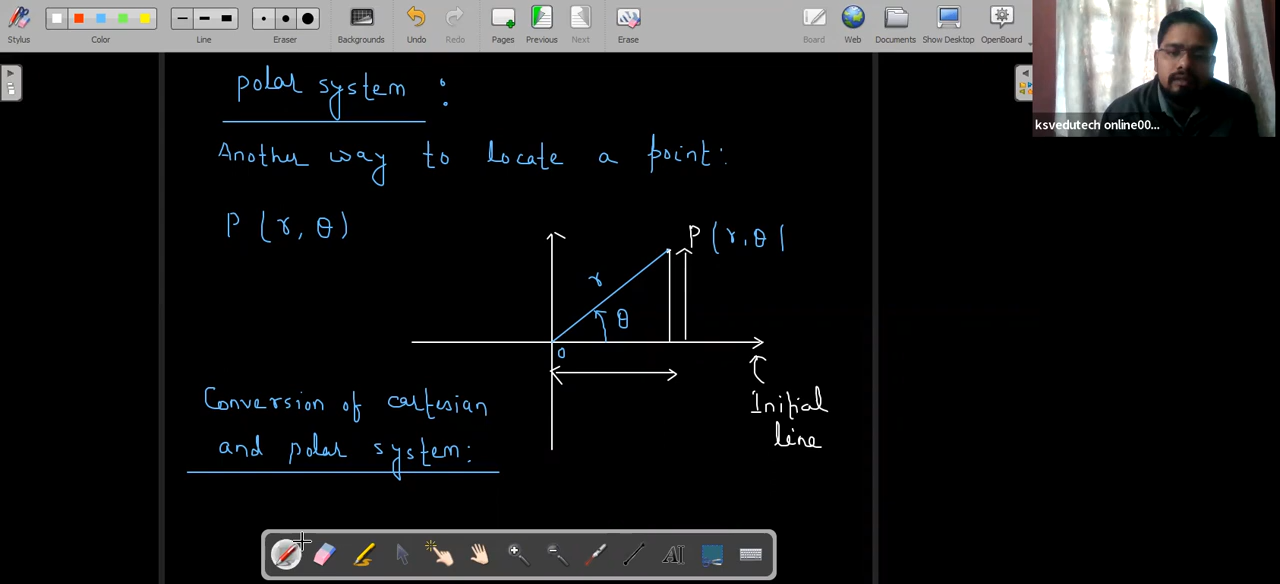 Stylus Color Line Eraser Backgrounds Undo Redo Pages Previous Next Erase Board Web Documents Show Desktop OpenBoard
ksvedutech online00...
polar system :
Another way to locate a point:
P (r, θ)
P (r, θ)
r
θ
O
Initial
line
Conversion of cartesian
and polar system:
AI